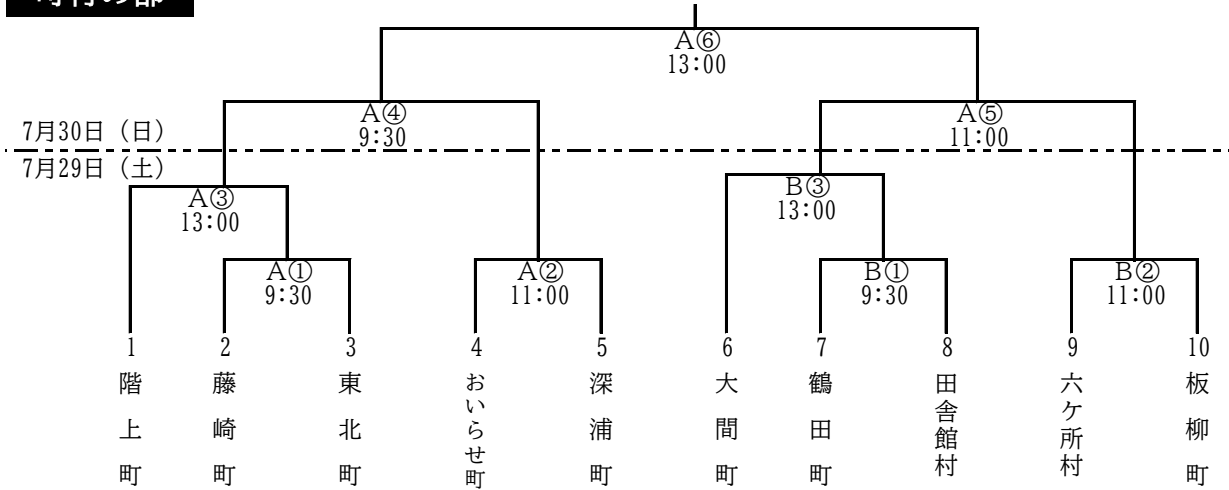 A⑥
13:00
A④
9:30
A⑤
11:00
7月30日（日）
7月29日（土）
A③
13:00
B③
13:00
A①
9:30
A②
11:00
B①
9:30
B②
11:00
1 2 3 4 5 6 7 8 9 10
階上町
藤崎町
東北町
おいらせ町
深浦町
大間町
鶴田町
田舎館村
六ケ所村
板柳町